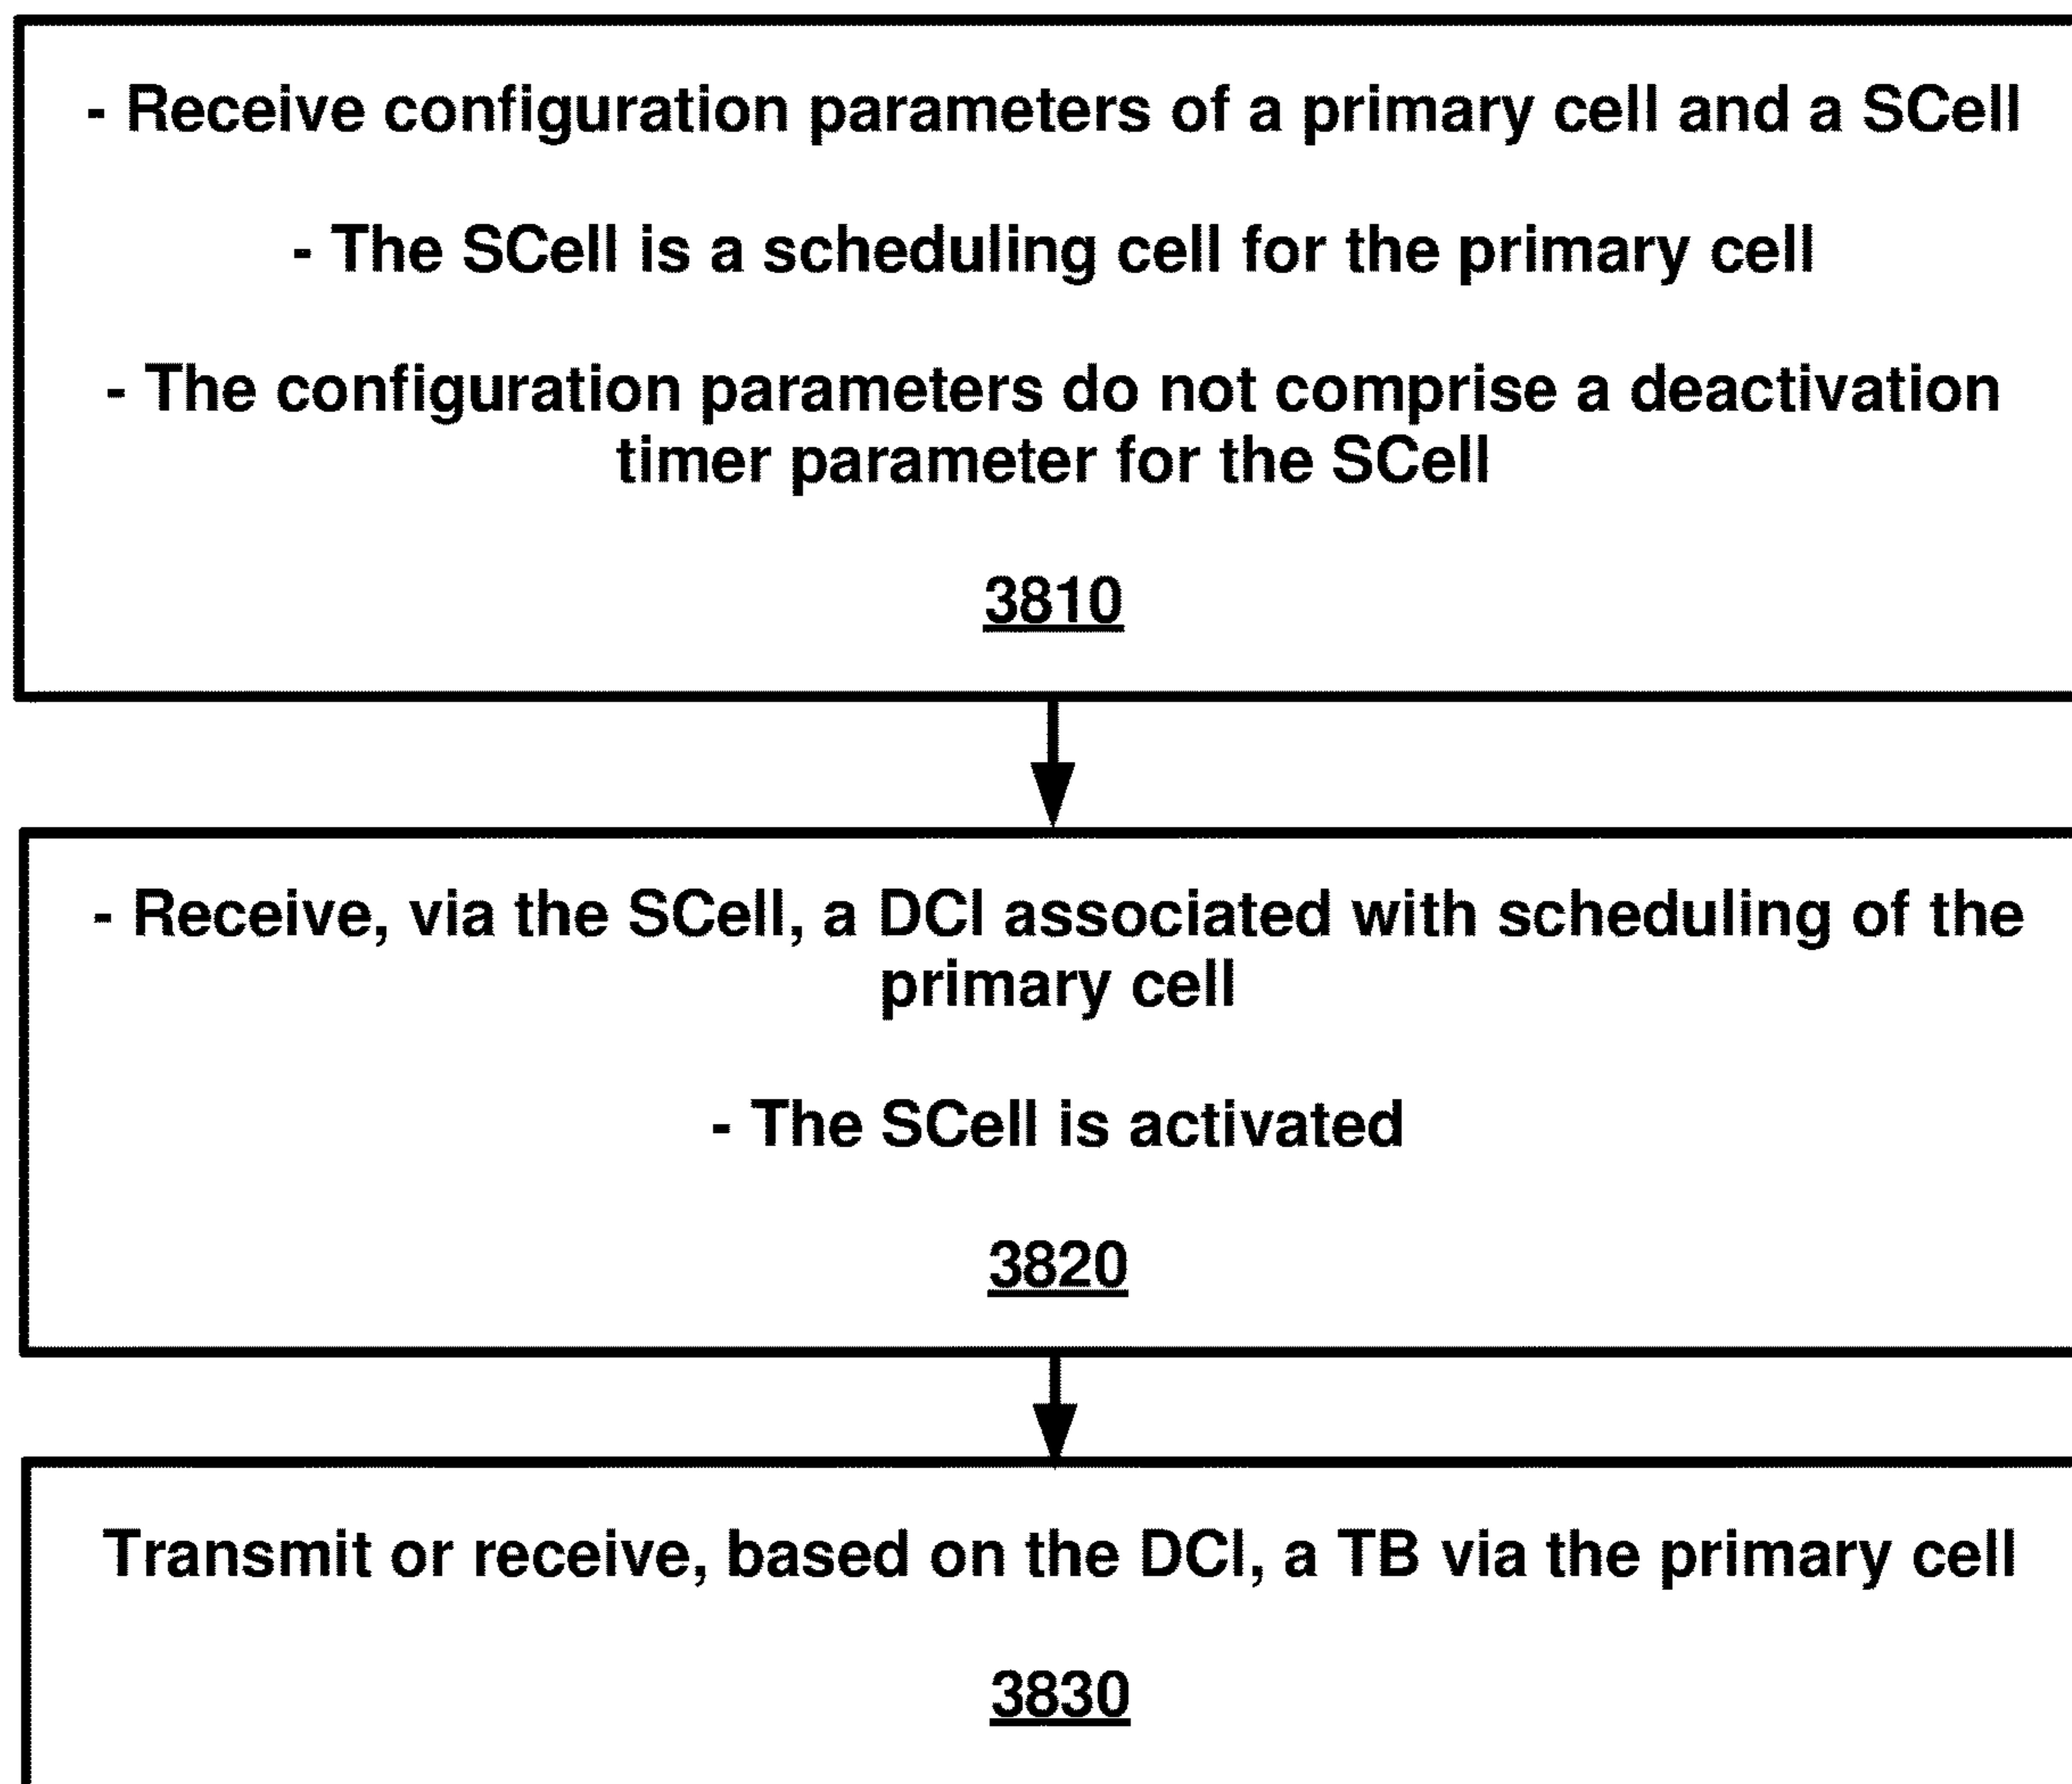 - Receive configuration parameters of a primary cell and a SCell
- The SCell is a scheduling cell for the primary cell
- The configuration parameters do not comprise a deactivation
timer parameter for the SCell
3810
- Receive, via the SCell, a DCI associated with scheduling of the
primary cell
- The SCell is activated
3820
Transmit or receive, based on the DCI, a TB via the primary cell
3830